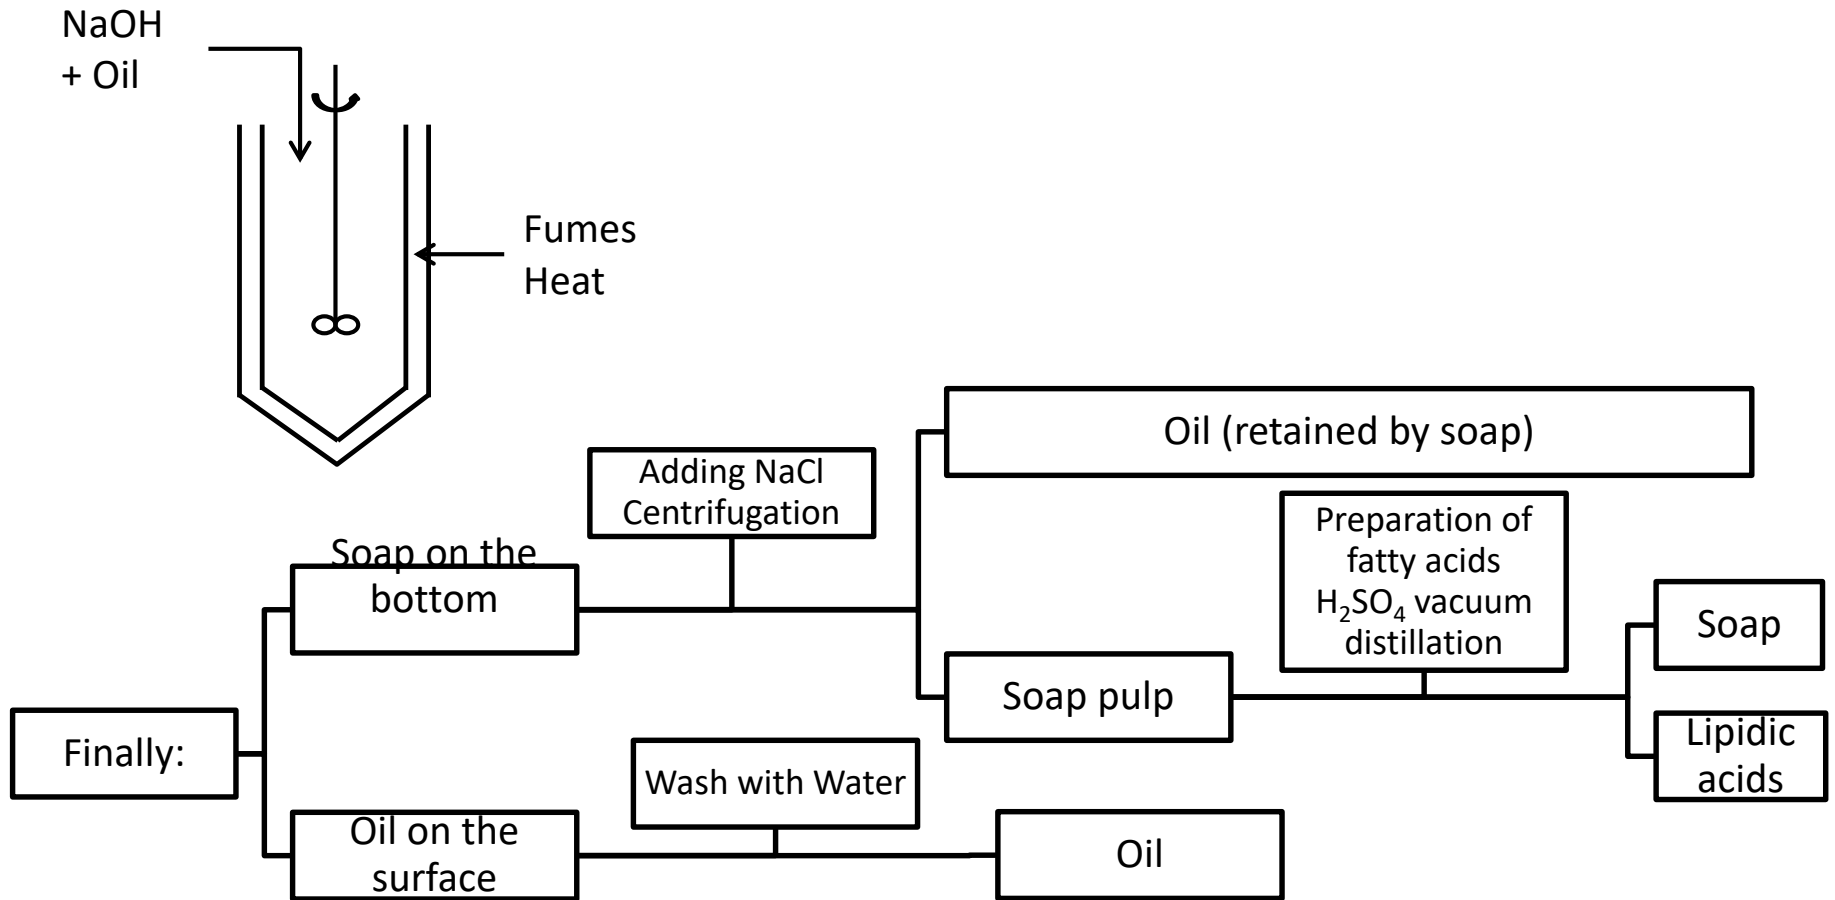 NaOH
+ Oil
Fumes
Heat
Oil (retained by soap)
Adding NaCl
Centrifugation
Preparation of
fatty acids
H₂SO₄ vacuum
distillation
Soap on the
bottom
Soap
Soap pulp
Lipidic
acids
Finally:
Wash with Water
Oil on the
surface
Oil